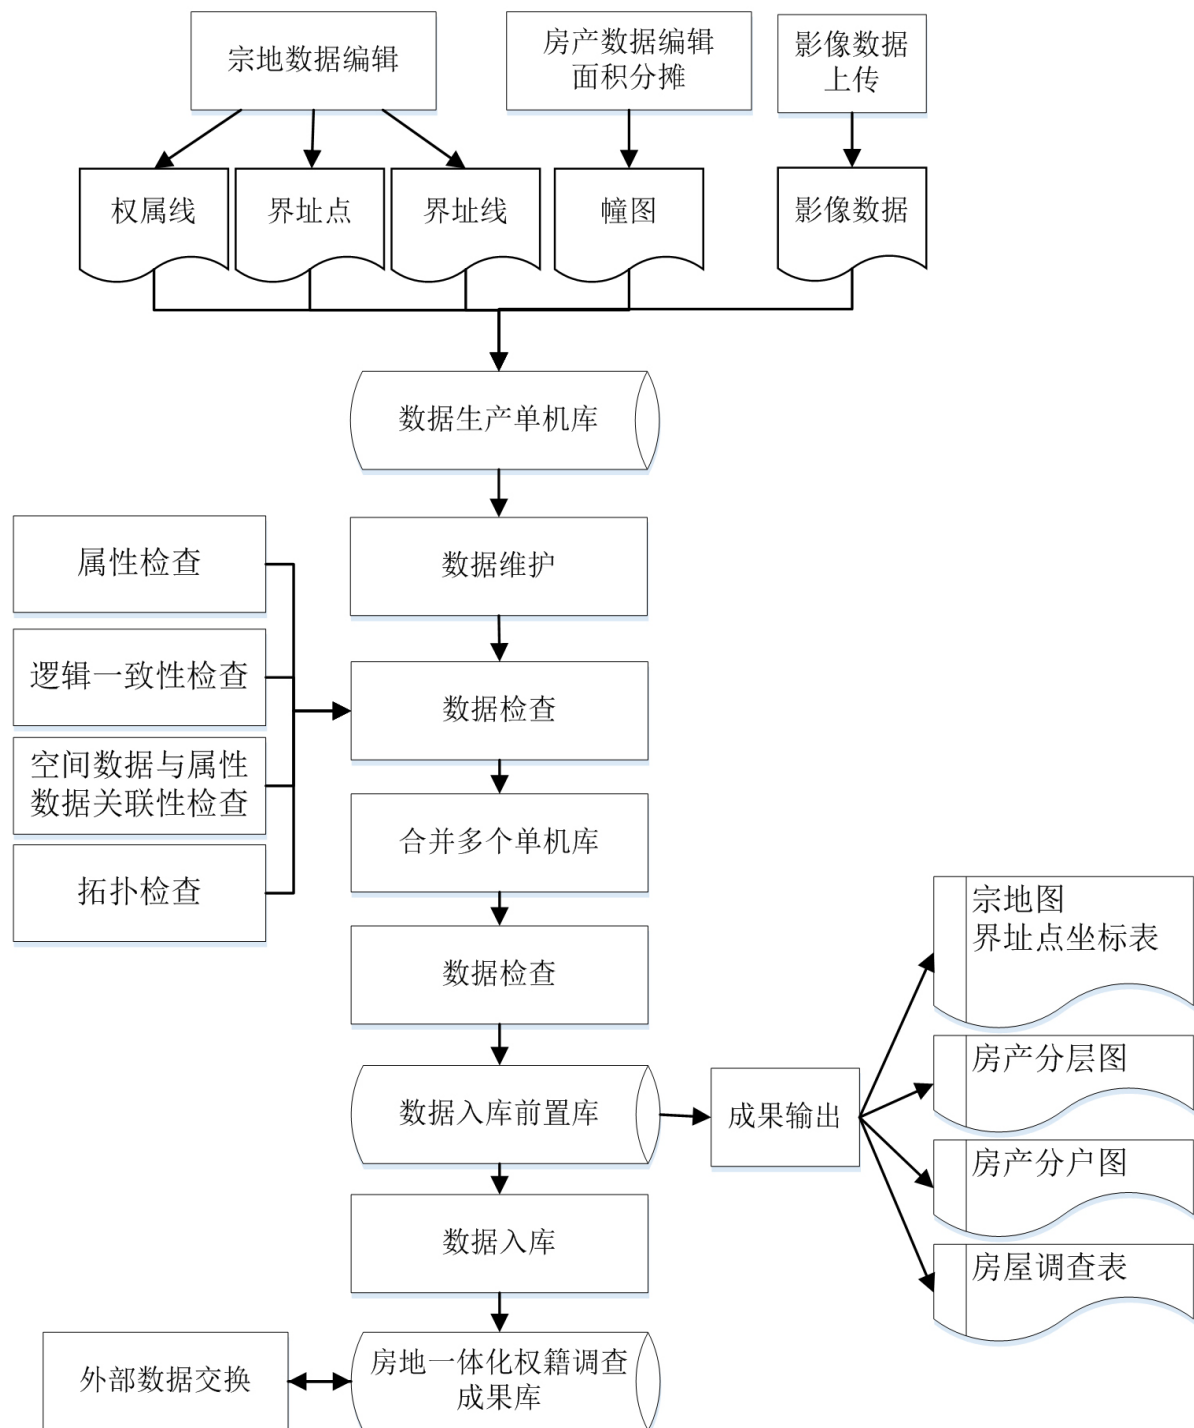 宗地数据编辑
房产数据编辑
面积分摊
影像数据
上传
权属线
界址点
界址线
幢图
影像数据
数据生产单机库
属性检查
数据维护
逻辑一致性检查
数据检查
空间数据与属性
数据关联性检查
合并多个单机库
拓扑检查
宗地图
界址点坐标表
数据检查
房产分层图
数据入库前置库
成果输出
房产分户图
数据入库
房屋调查表
外部数据交换
房地一体化权籍调查
成果库